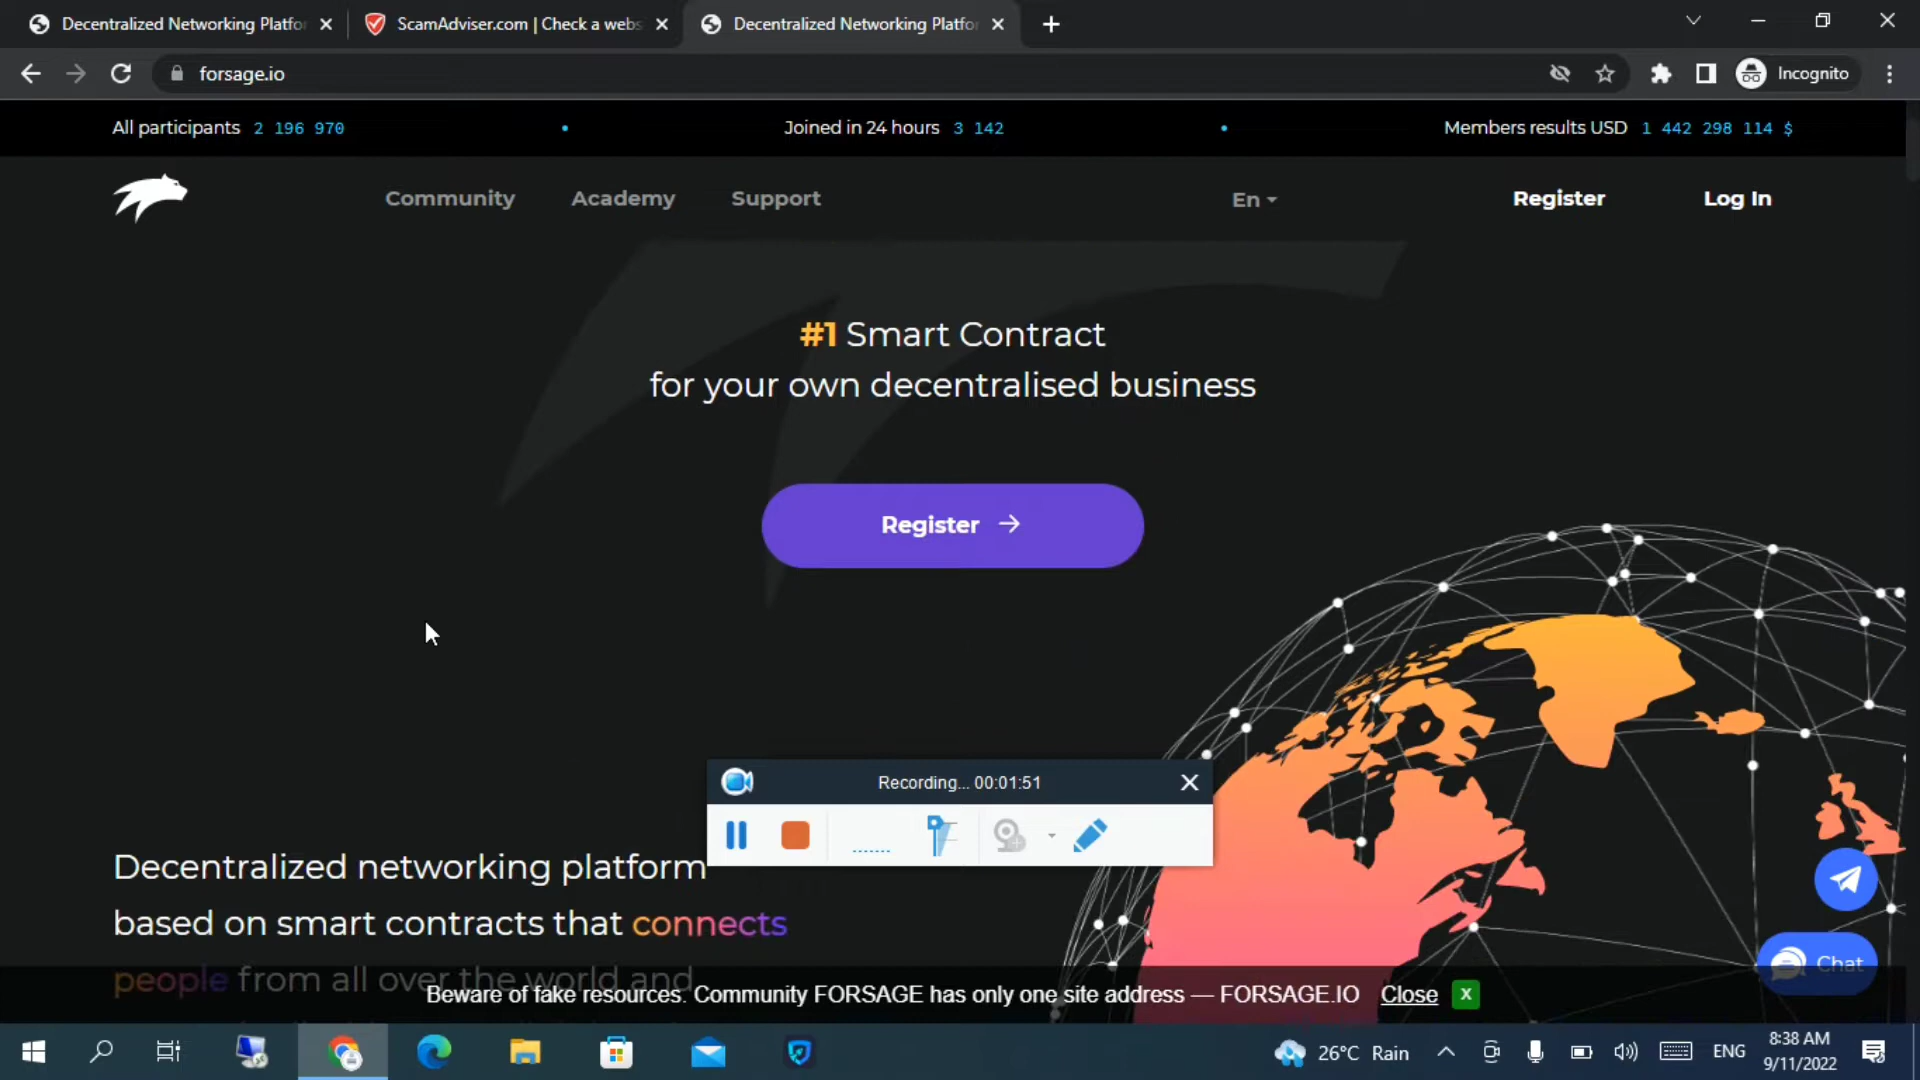 Decentralized Networking Platfo
ScamAdviser.com | Check a webs
Decentralized Networking Platfo
forsage.io
Incognito
All participants 2 196 970
Joined in 24 hours 3 142
Members results USD 1 442 298 114 $
Community
Academy
Support
En
Register
Log In
#1 Smart Contract
for your own decentralised business
Register
Recording... 00:01:51
Decentralized networking platform
based on smart contracts that connects
people from all over the world and
Chat
Beware of fake resources. Community FORSAGE has only one site address — FORSAGE.IO Close X
26°C Rain
ENG
8:38 AM
9/11/2022